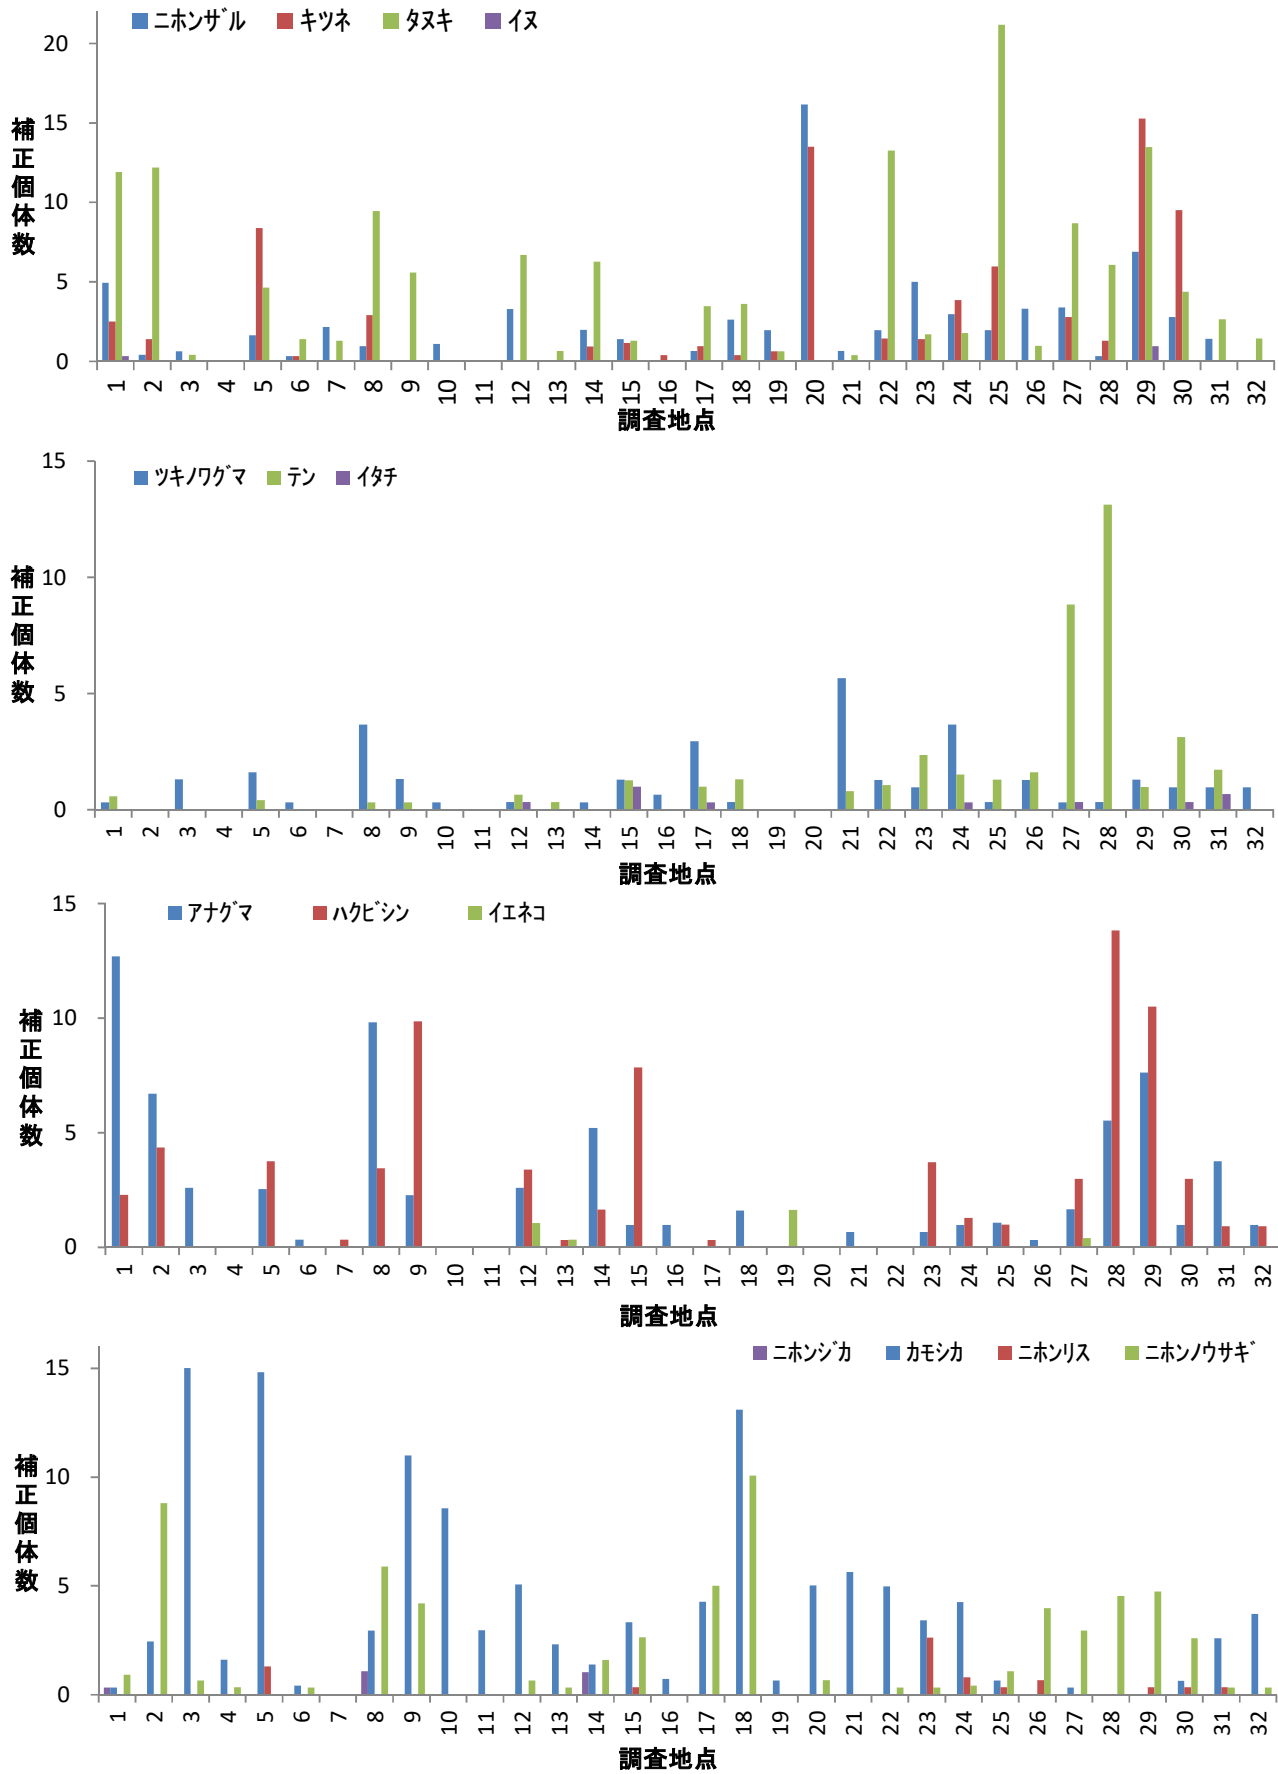 ニホンザル キツネ タヌキ イヌ
補正個体数
20
15
10
5
0
1 2 3 4 5 6 7 8 9 10 11 12 13 14 15 16 17 18 19 20 21 22 23 24 25 26 27 28 29 30 31 32
調査地点
ツキノワグマ テン イタチ
補正個体数
15
10
5
0
1 2 3 4 5 6 7 8 9 10 11 12 13 14 15 16 17 18 19 20 21 22 23 24 25 26 27 28 29 30 31 32
調査地点
アナグマ ハクビシン イエネコ
補正個体数
15
10
5
0
1 2 3 4 5 6 7 8 9 10 11 12 13 14 15 16 17 18 19 20 21 22 23 24 25 26 27 28 29 30 31 32
調査地点
ニホンジカ カモシカ ニホンリス ニホンノウサギ
補正個体数
15
10
5
0
1 2 3 4 5 6 7 8 9 10 11 12 13 14 15 16 17 18 19 20 21 22 23 24 25 26 27 28 29 30 31 32
調査地点